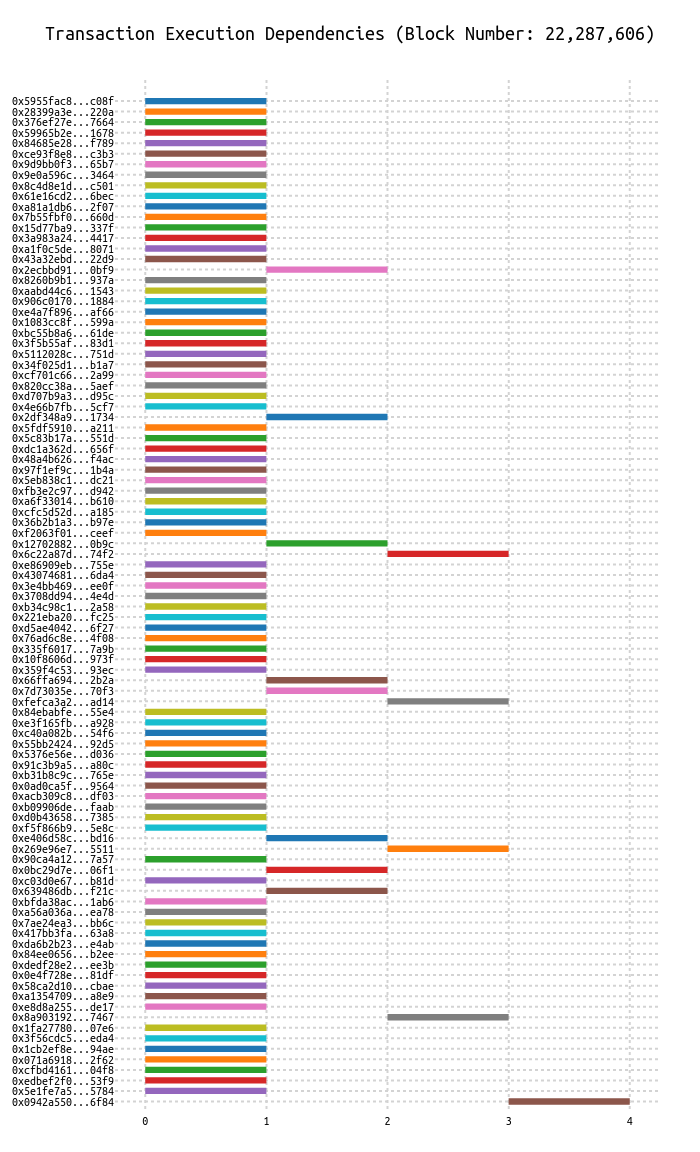 Transaction Execution Dependencies (Block Number: 22,287,606)
0x5955fac8...c08f
0x28399a3e...220a
0x376ef27e...7664
0x59965b2e...1678
0x84685e28...f789
0xce93f8e8...c3b3
0x9d9bb0f3...65b7
0x9e0a596c...3464
0x8c4d8e1d...c501
0x61e16cd2...6bec
0xa81a1db6...2f07
0x7b55fbf0...660d
0x15d77ba9...337f
0x3a983a24...4417
0xa1f0c5de...8071
0x43a32ebd...22d9
0x2ecbbd91...0bf9
0x8260b9b1...937a
0xaabd44c6...1543
0x906c0170...1884
0xe4a7f896...af66
0x1083cc8f...599a
0xbc55b8a6...61de
0x3f5b55af...83d1
0x5112028c...751d
0x34f025d1...b1a7
0xcf701c66...2a99
0x820cc38a...5aef
0xd707b9a3...d95c
0x4e66b7fb...5cf7
0x2df348a9...1734
0x5fdf5910...a211
0x5c83b17a...551d
0xdc1a362d...656f
0x48a4b626...f4ac
0x97f1ef9c...1b4a
0x5eb838d1...dc21
0xfb3e2c97...d942
0xa6f33014...b610
0xcfc5d52d...a185
0x36b2b1a3...b97e
0xf2063f01...ceef
0x12702882...0b9c
0x6c22a87d...74f2
0xe86909eb...755e
0x43074681...6da4
0x3e4bb469...ee0f
0x3708dd94...4e4d
0xb34c98c1...2a58
0x221eba20...fc25
0xd5ae4042...6f27
0x76ad6c8e...4f08
0x335f6017...7a9b
0x10f8606d...973f
0x359f4c53...93ec
0x66ffa694...2b2a
0x7d73035e...70f3
0xfefca3a2...ad14
0x84ebabfe...55e4
0xe3f165fb...a928
0xc40a082b...54f6
0x55bb2424...92d5
0x5376e56e...d036
0x91c3b9a5...a80c
0xb31b8c9c...765e
0x0ad0ca5f...9564
0xacb309c8...df03
0xb09906de...faab
0xd0b43658...7385
0xf5f866b9...5e8c
0xe406d58c...bd16
0x269e96e7...5511
0x90ca4a12...7a57
0x0bc29d7e...06f1
0xc03d0e67...b81d
0x639486db...f21c
0xbfda38ac...1ab6
0xa56a036a...ea78
0x7ae24ea3...bb6c
0x417bb3fa...63a8
0xda6b2b23...e4ab
0x84ee0656...b2ee
0xdedf28e2...ee3b
0x0e4f728e...81df
0x58ca2d10...cbae
0xa1354709...a8e9
0xe8d8a255...de17
0x8a903192...7467
0x1fa27780...07e6
0x3f56cdc5...eda4
0x1cb2ef8e...94ae
0x071a6918...2f62
0xcfbd4161...04f8
0xedbef2f0...53f9
0x5e1fe7a5...5784
0x0942a550...6f84
0 1 2 3 4